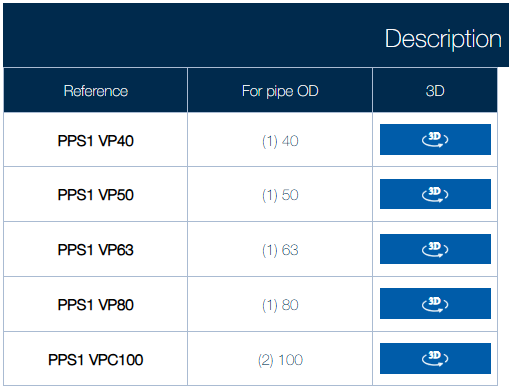 Description
Reference For pipe OD 3D
PPS1 VP40 (1) 40 3D
PPS1 VP50 (1) 50 3D
PPS1 VP63 (1) 63 3D
PPS1 VP80 (1) 80 3D
PPS1 VPC100 (2) 100 3D